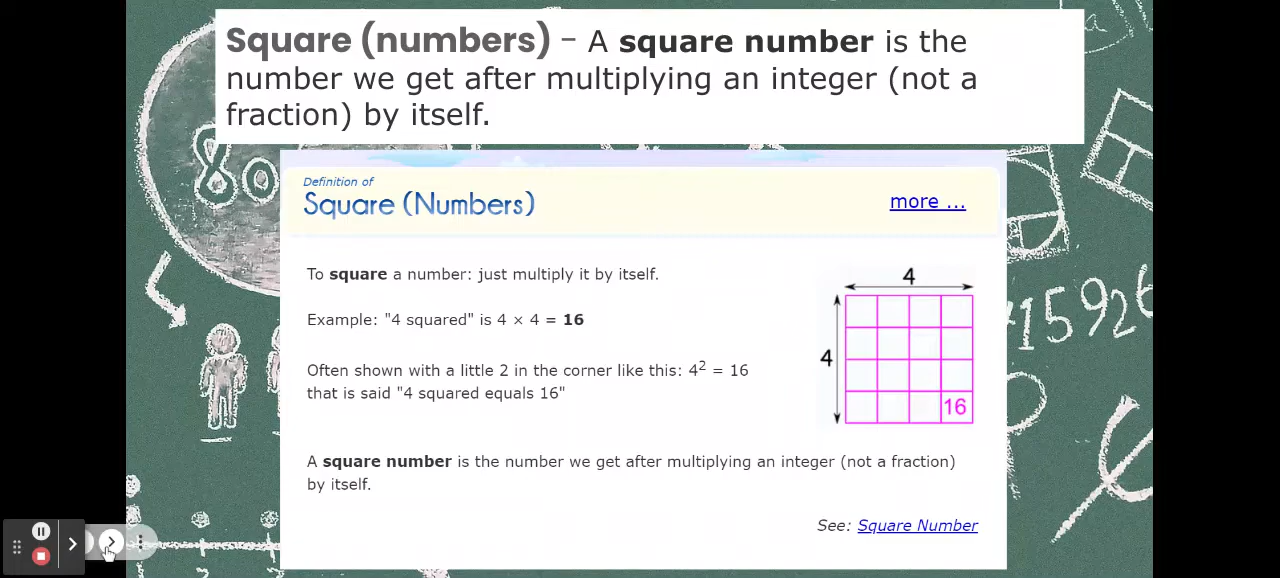 Square (numbers) – A square number is the
number we get after multiplying an integer (not a
fraction) by itself.
80
Definition of
Square (Numbers)
more ...
To square a number: just multiply it by itself.
4
Example: "4 squared" is 4 × 4 = 16
15926
4
Often shown with a little 2 in the corner like this: 4² = 16
that is said "4 squared equals 16"
16
A square number is the number we get after multiplying an integer (not a fraction)
by itself.
See: Square Number